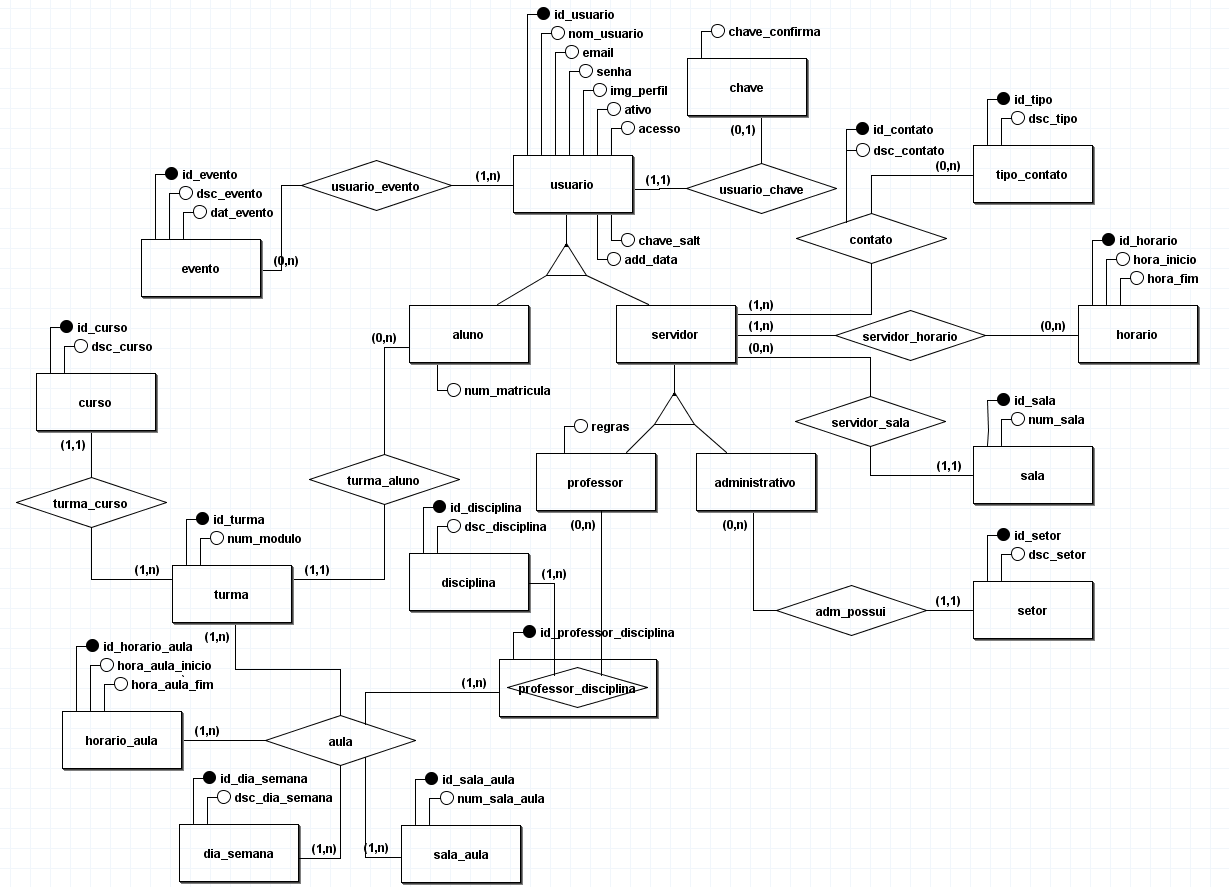 id_usuario
nom_usuario
email
senha
img_perfil
ativo
acesso
usuario
chave_salt
add_data
chave_confirma
chave
(0,1)
(1,1)
usuario_chave
(1,n)
usuario_evento
id_evento
dsc_evento
dat_evento
evento
(0,n)
id_contato
dsc_contato
contato
id_tipo
dsc_tipo
(0,n)
tipo_contato
id_horario
hora_inicio
hora_fim
horario
(0,n)
servidor_horario
aluno
num_matricula
(0,n)
servidor
(1,n)
(1,n)
(0,n)
id_curso
dsc_curso
curso
(1,1)
turma_curso
(1,n)
turma_aluno
(1,1)
id_turma
num_modulo
turma
(1,n)
regras
professor
(0,n)
administrativo
(0,n)
servidor_sala
(1,1)
id_sala
num_sala
sala
id_disciplina
dsc_disciplina
disciplina
(1,n)
id_setor
dsc_setor
setor
(1,1)
adm_possui
id_professor_disciplina
professor_disciplina
(1,n)
id_horario_aula
hora_aula_inicio
hora_aula_fim
horario_aula
(1,n)
aula
id_dia_semana
dsc_dia_semana
dia_semana
(1,n)
id_sala_aula
num_sala_aula
sala_aula
(1,n)